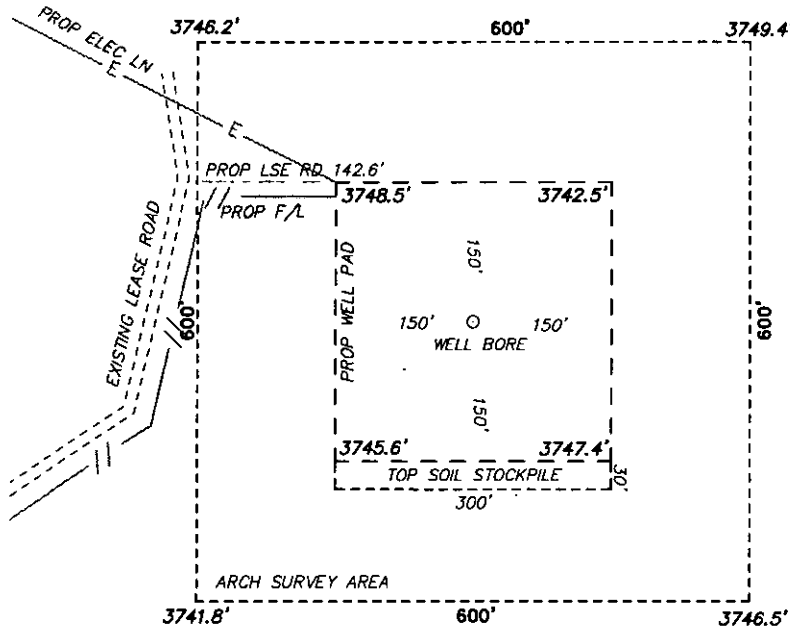 3746.2'
600'
3749.4'
PROP ELEC LN
E
E
PROP LSE RD 142.6'
PROP F/L
3748.5'
3742.5'
EXISTING LEASE ROAD
600'
PROP WELL PAD
150'
150'
150'
WELL BORE
150'
600'
3745.6'
3747.4'
TOP SOIL STOCKPILE
30'
300'
ARCH SURVEY AREA
3741.8'
600'
3746.5'